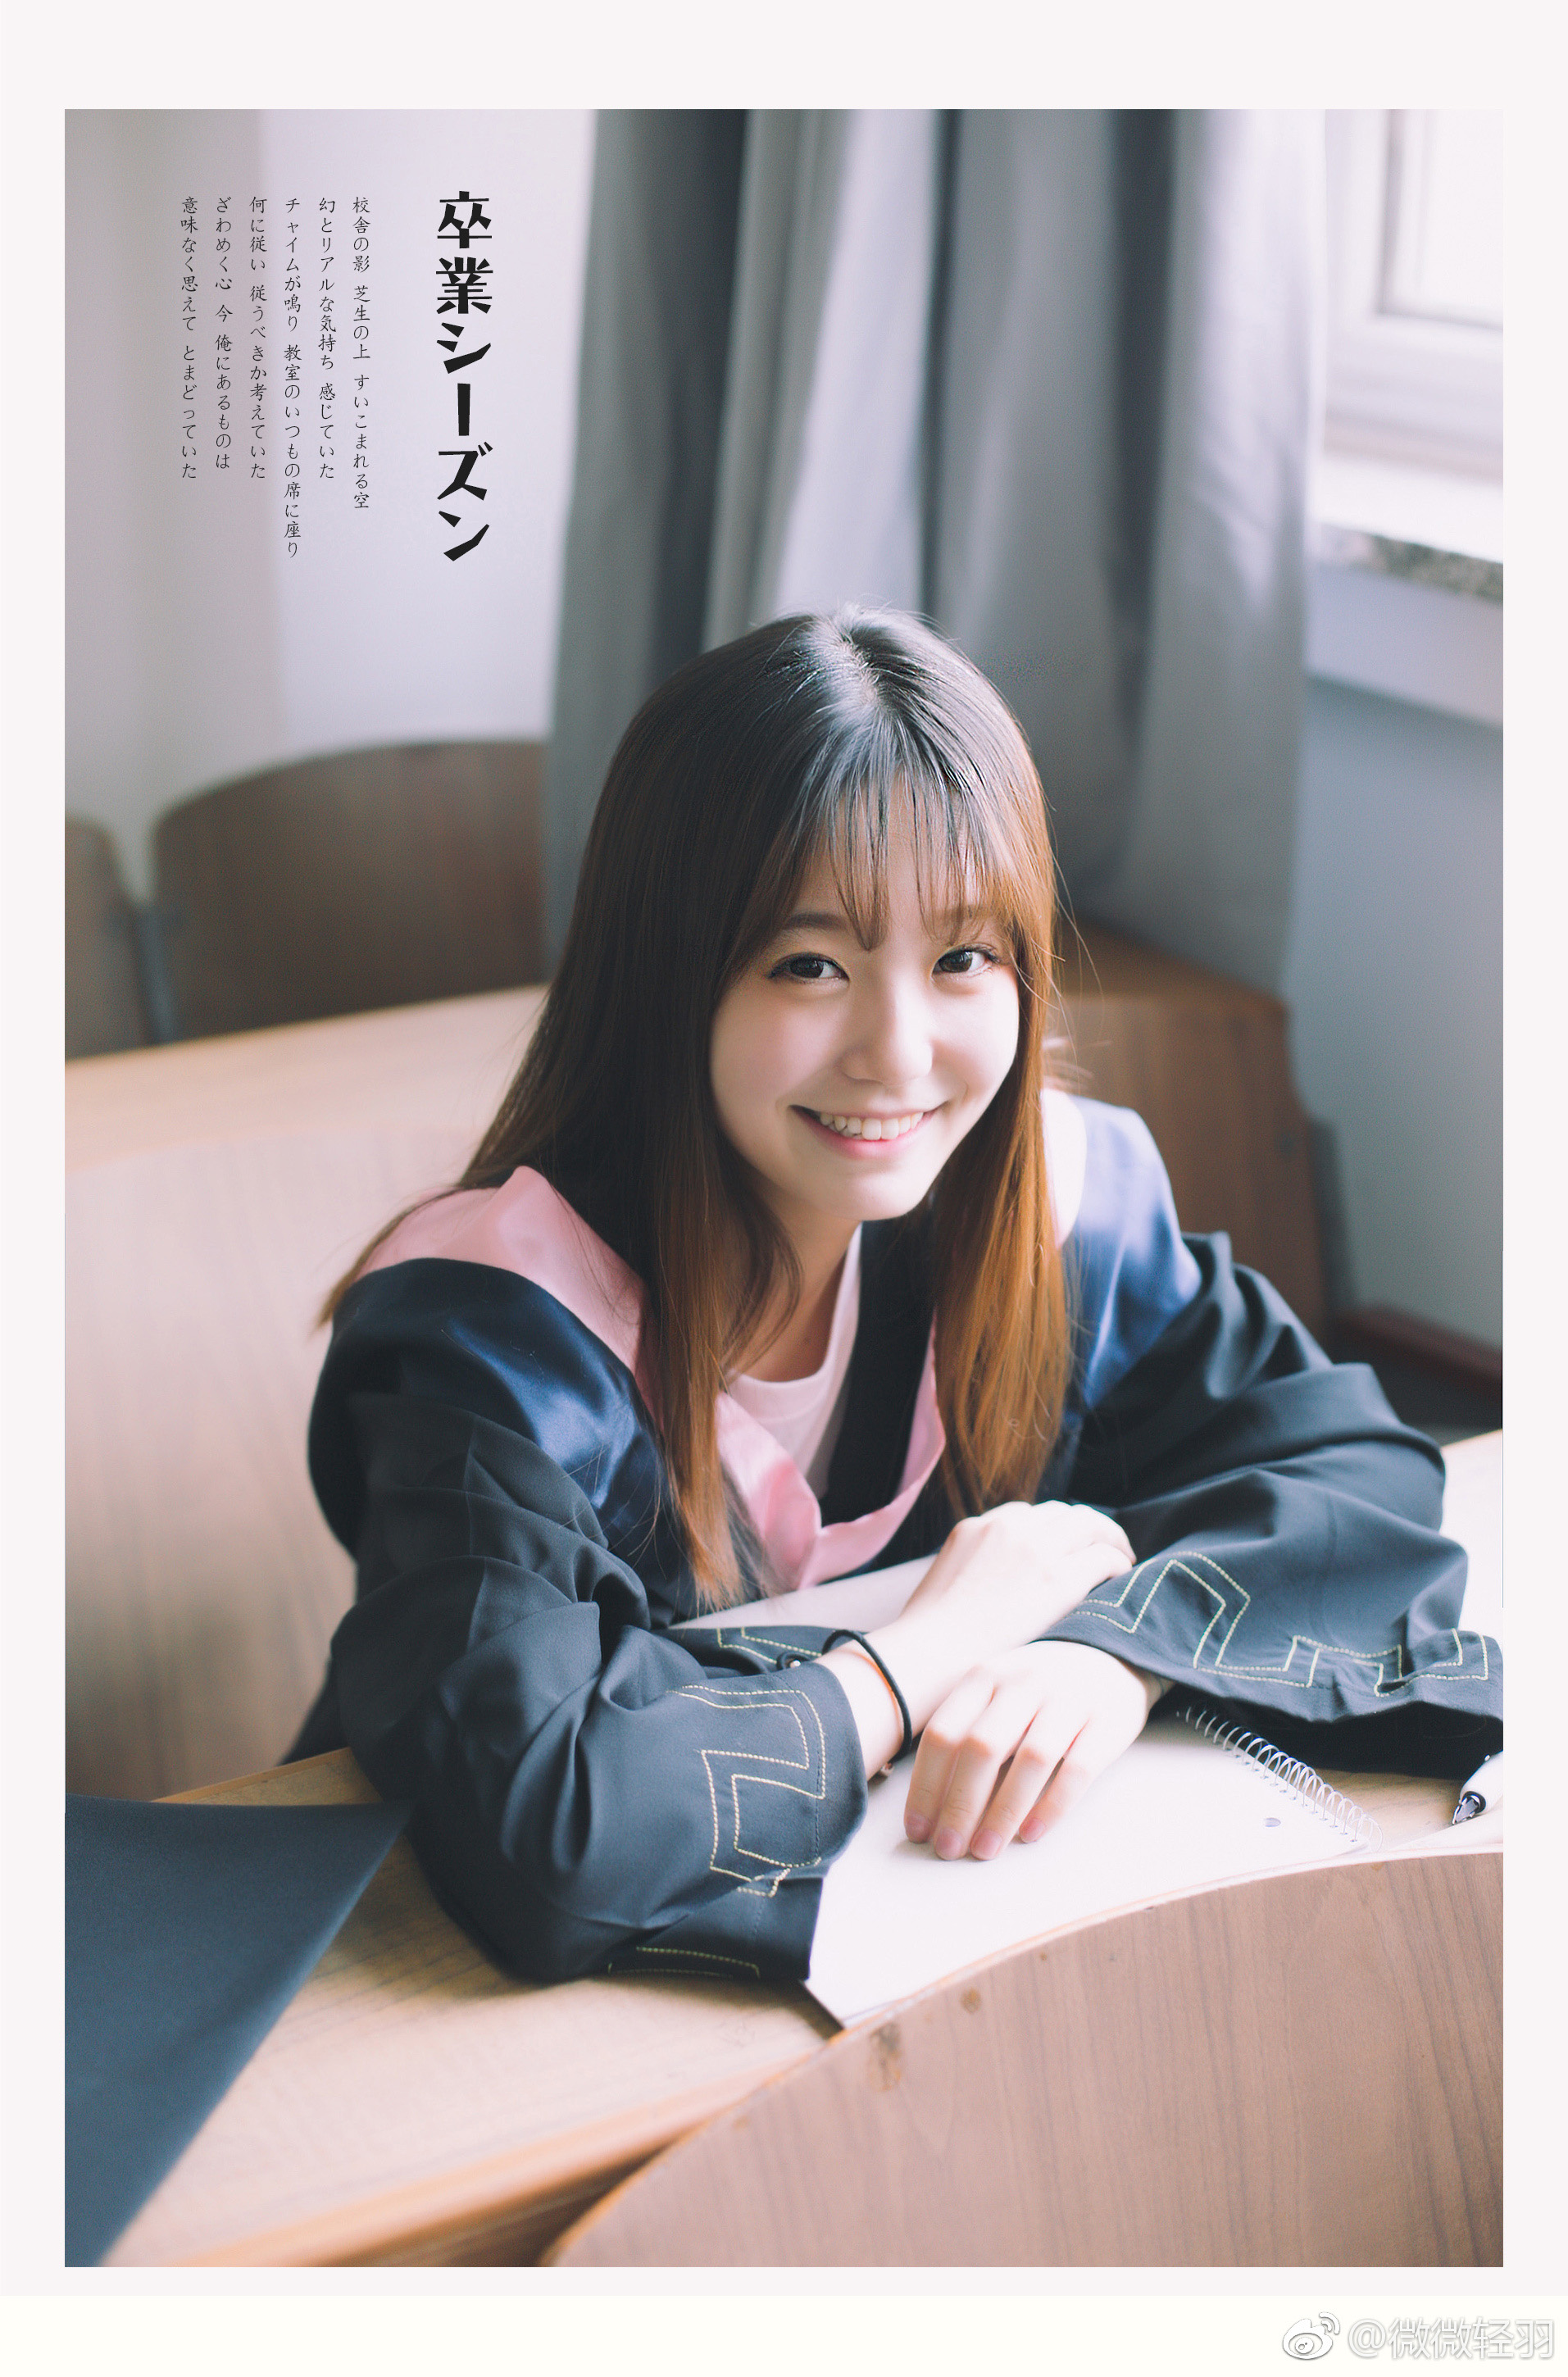 卒業シーズン
校舎の影 芝生の上 すいこまれる空
幻とリアルな気持ち 感じていた
チャイムが鳴り 教室のいつもの席に座り
何に従い 従うべきか考えていた
ざわめく心 今 俺にあるものは
意味なく思えて とまどっていた
@微微轻羽